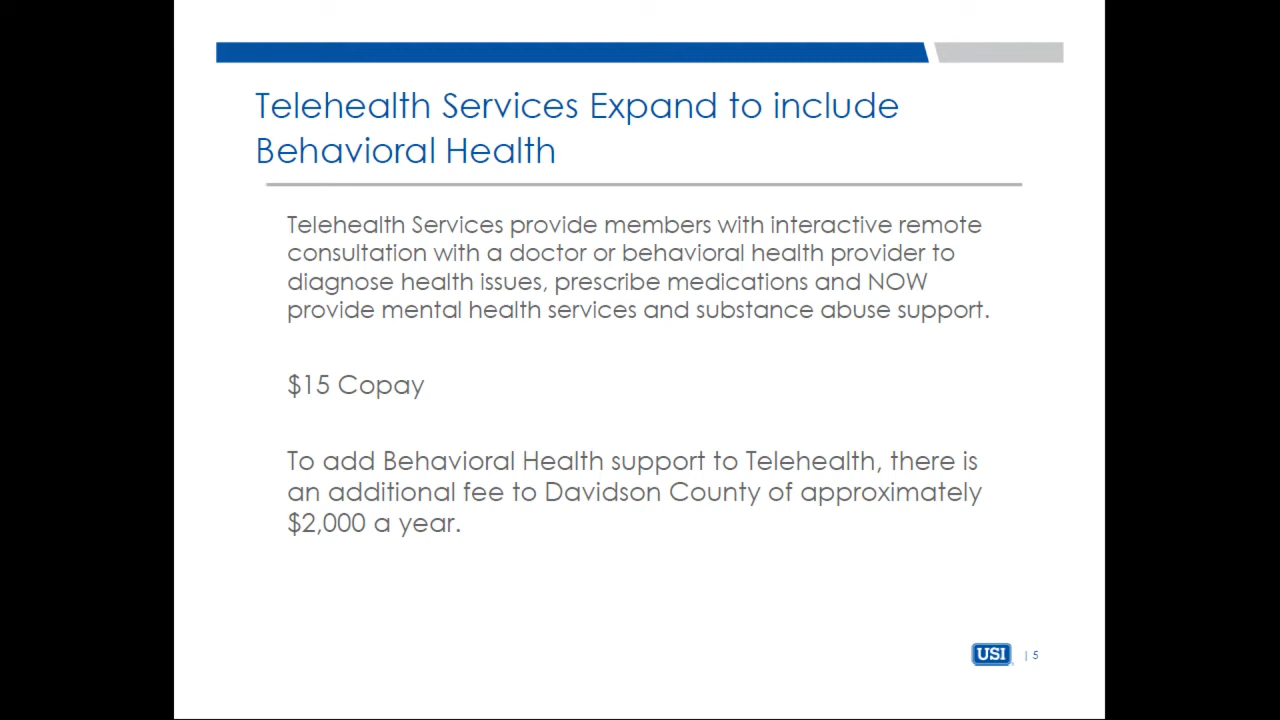 Telehealth Services Expand to include
Behavioral Health
Telehealth Services provide members with interactive remote
consultation with a doctor or behavioral health provider to
diagnose health issues, prescribe medications and NOW
provide mental health services and substance abuse support.
$15 Copay
To add Behavioral Health support to Telehealth, there is
an additional fee to Davidson County of approximately
$2,000 a year.
USI | 5